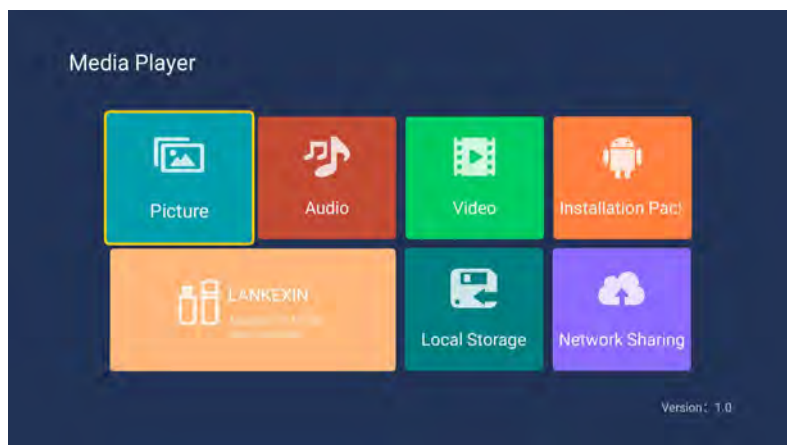 Media Player
Picture
Audio
Video
Installation Pac
LANKEXIN
Local Storage
Network Sharing
Version: 1.0